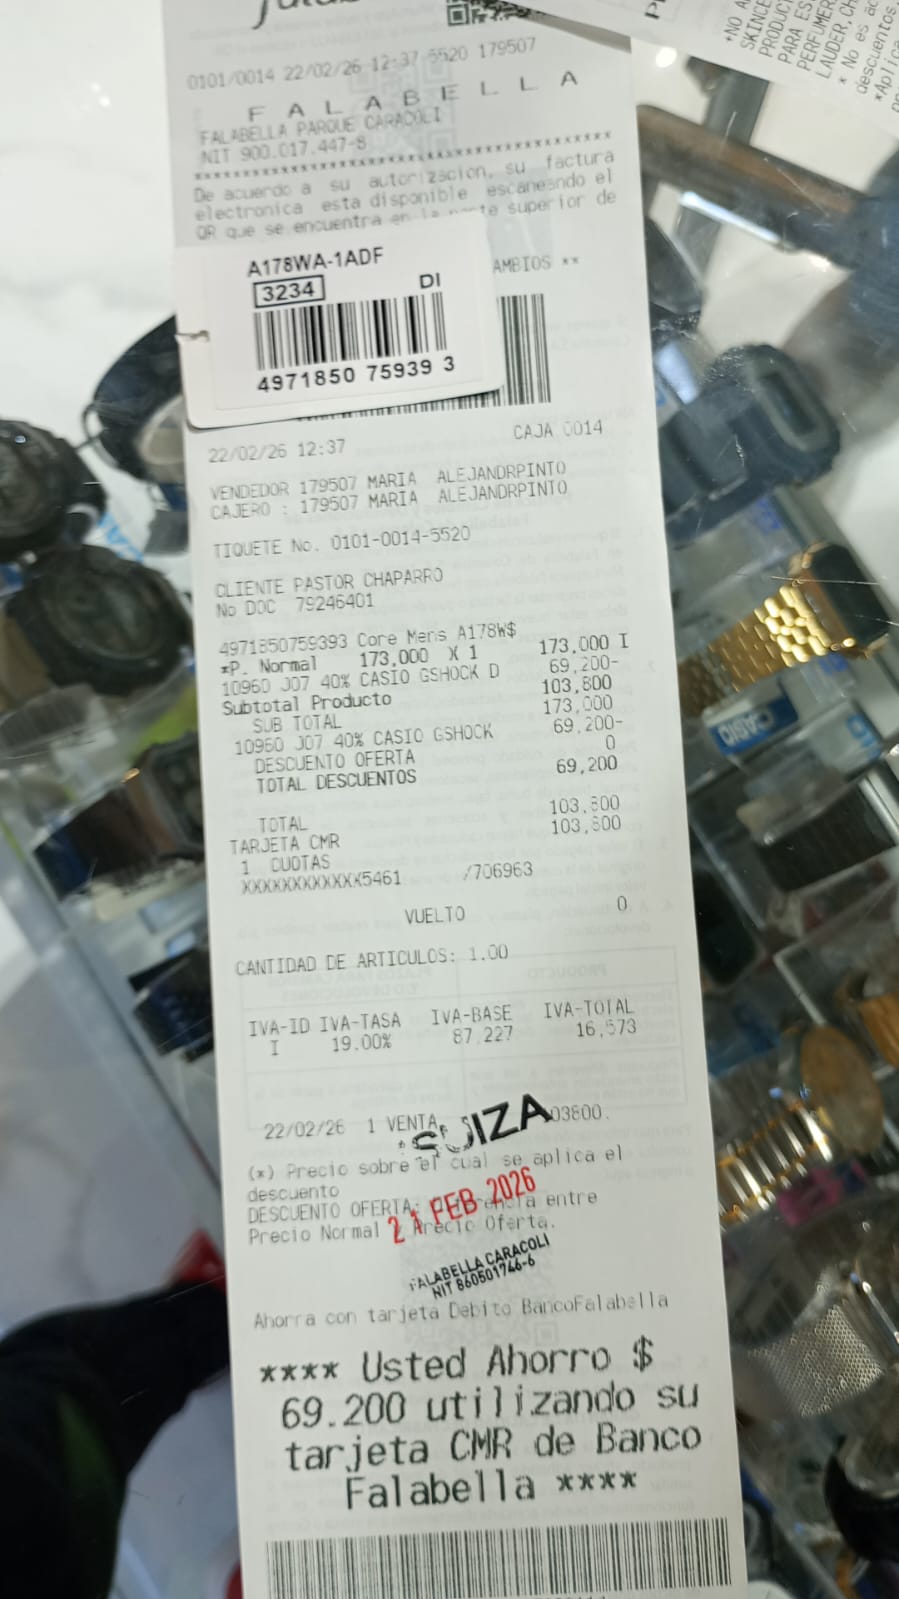 0101/0014 22/02/26 12:37 5520 179507
F A L A B E L L A
FALABELLA PARQUE CARACOLI
NIT 900.017.447-8
De acuerdo a su autorizacion, su factura
electronica esta disponible escaneando el
QR que se encuentra en la parte superior de
AMBIOS **
A178WA-1ADF
3234 DI
4971850 75939 3
22/02/26 12:37 CAJA 0014
VENDEDOR 179507 MARIA ALEJANDRPINTO
CAJERO : 179507 MARIA ALEJANDRPINTO
TIQUETE No. 0101-0014-5520
CLIENTE PASTOR CHAPARRO
No DOC 79246401
4971850759393 Core Mens A178W$
*P. Normal 173,000 X 1 173,000 I
10960 J07 40% CASIO GSHOCK D 69,200-
Subtotal Producto 103,800
SUB TOTAL 173,000
10960 J07 40% CASIO GSHOCK 69,200-
DESCUENTO OFERTA 0
TOTAL DESCUENTOS 69,200
TOTAL 103,800
TARJETA CMR 103,800
1 CUOTAS
XXXXXXXXXXXX5461 /706963
VUELTO 0
CANTIDAD DE ARTICULOS: 1.00
IVA-ID IVA-TASA IVA-BASE IVA-TOTAL
I 19.00% 87,227 16,573
22/02/26 1 VENTA 03800.
SUIZA
(*) Precio sobre el cual se aplica el
descuento
DESCUENTO OFERTA: entre
Precio Normal Precio Oferta.
21 FEB 2026
FALABELLA CARACOLI
NIT 860501746-6
Ahorra con tarjeta Debito BancoFalabella
**** Usted Ahorro $
69.200 utilizando su
tarjeta CMR de Banco
Falabella ****
CASIO